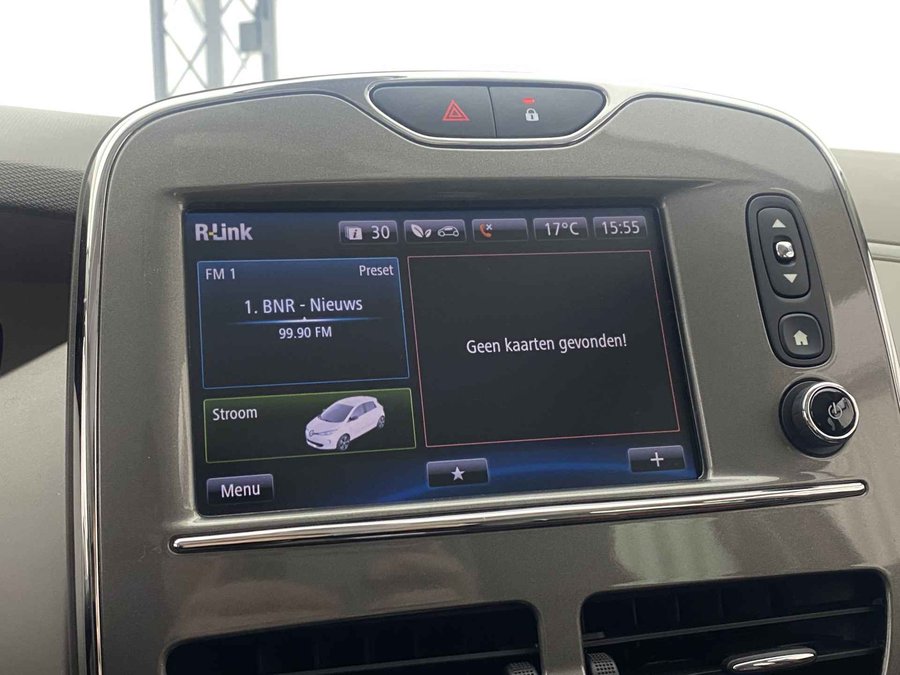 R-Link
30
17°C
15:55
FM 1
Preset
1. BNR - Nieuws
99.90 FM
Geen kaarten gevonden!
Stroom
Menu